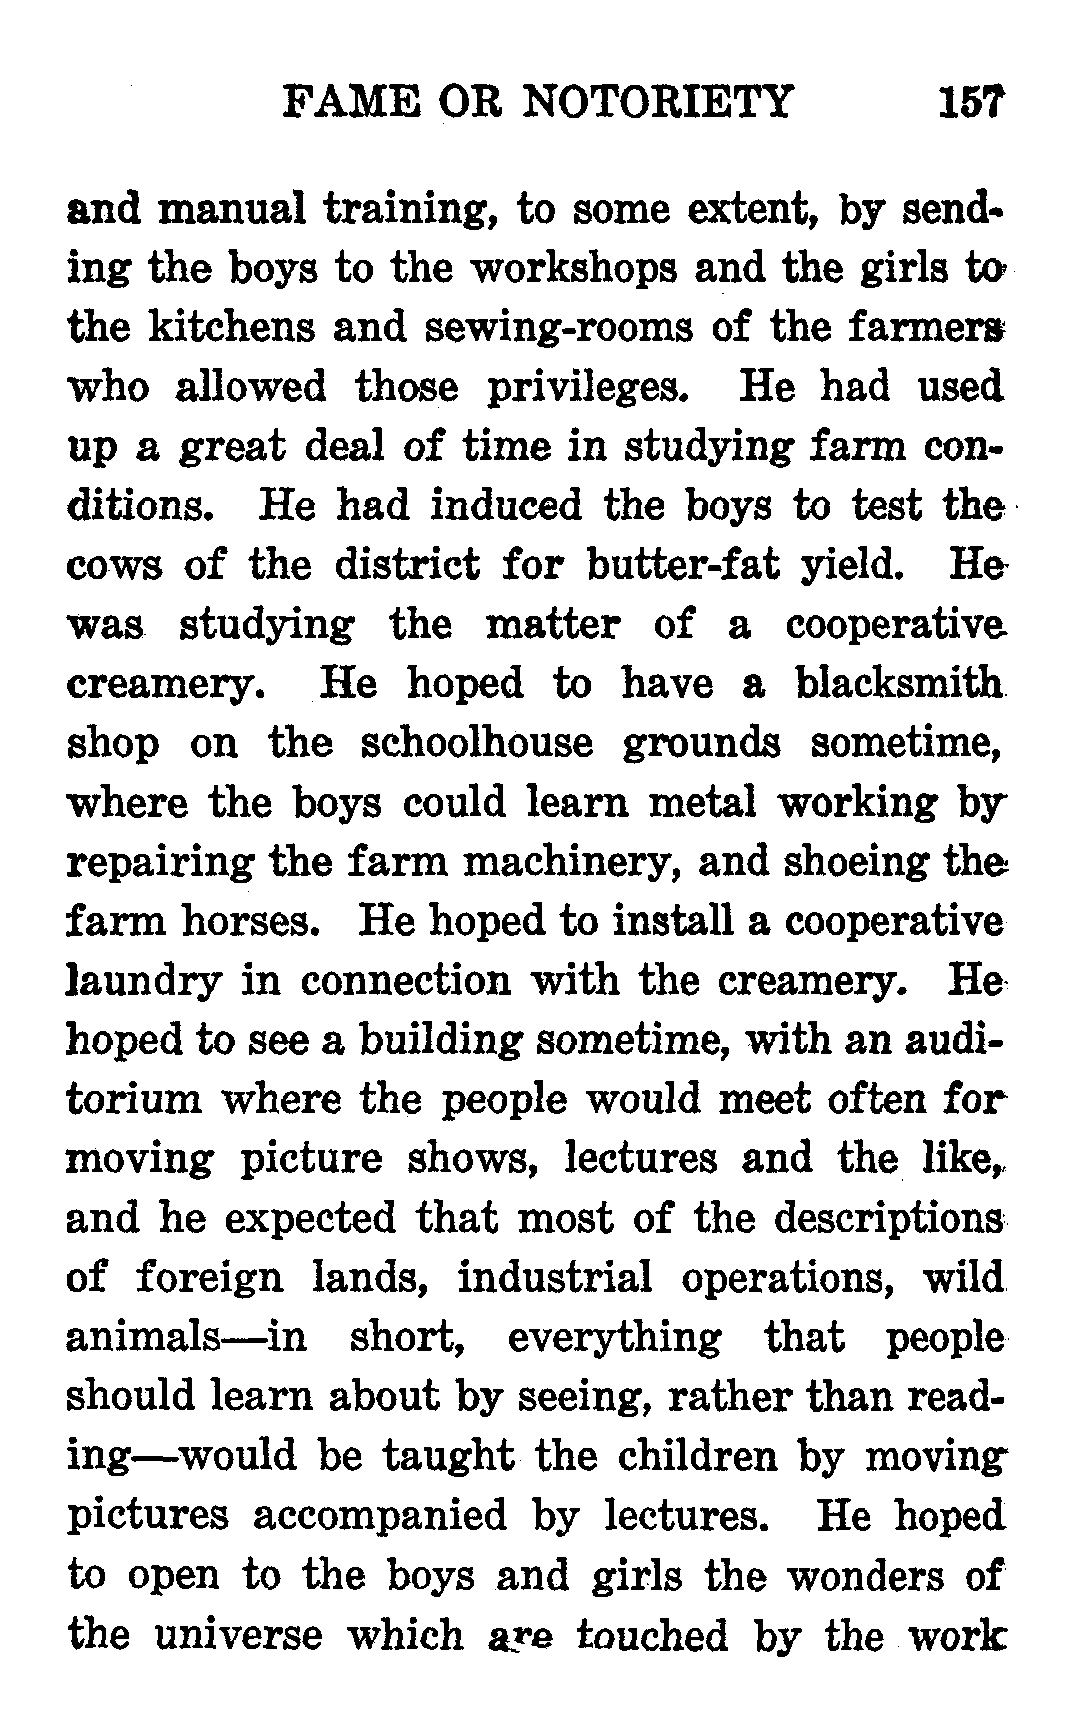 FAME OR NOTORIETY 157
and manual training, to some extent, by send-
ing the boys to the workshops and the girls to
the kitchens and sewing-rooms of the farmers
who allowed those privileges. He had used
up a great deal of time in studying farm con-
ditions. He had induced the boys to test the
cows of the district for butter-fat yield. He
was studying the matter of a cooperative
creamery. He hoped to have a blacksmith
shop on the schoolhouse grounds sometime,
where the boys could learn metal working by
repairing the farm machinery, and shoeing the
farm horses. He hoped to install a cooperative
laundry in connection with the creamery. He
hoped to see a building sometime, with an audi-
torium where the people would meet often for
moving picture shows, lectures and the like,
and he expected that most of the descriptions
of foreign lands, industrial operations, wild
animals—in short, everything that people
should learn about by seeing, rather than read-
ing—would be taught the children by moving
pictures accompanied by lectures. He hoped
to open to the boys and girls the wonders of
the universe which are touched by the work